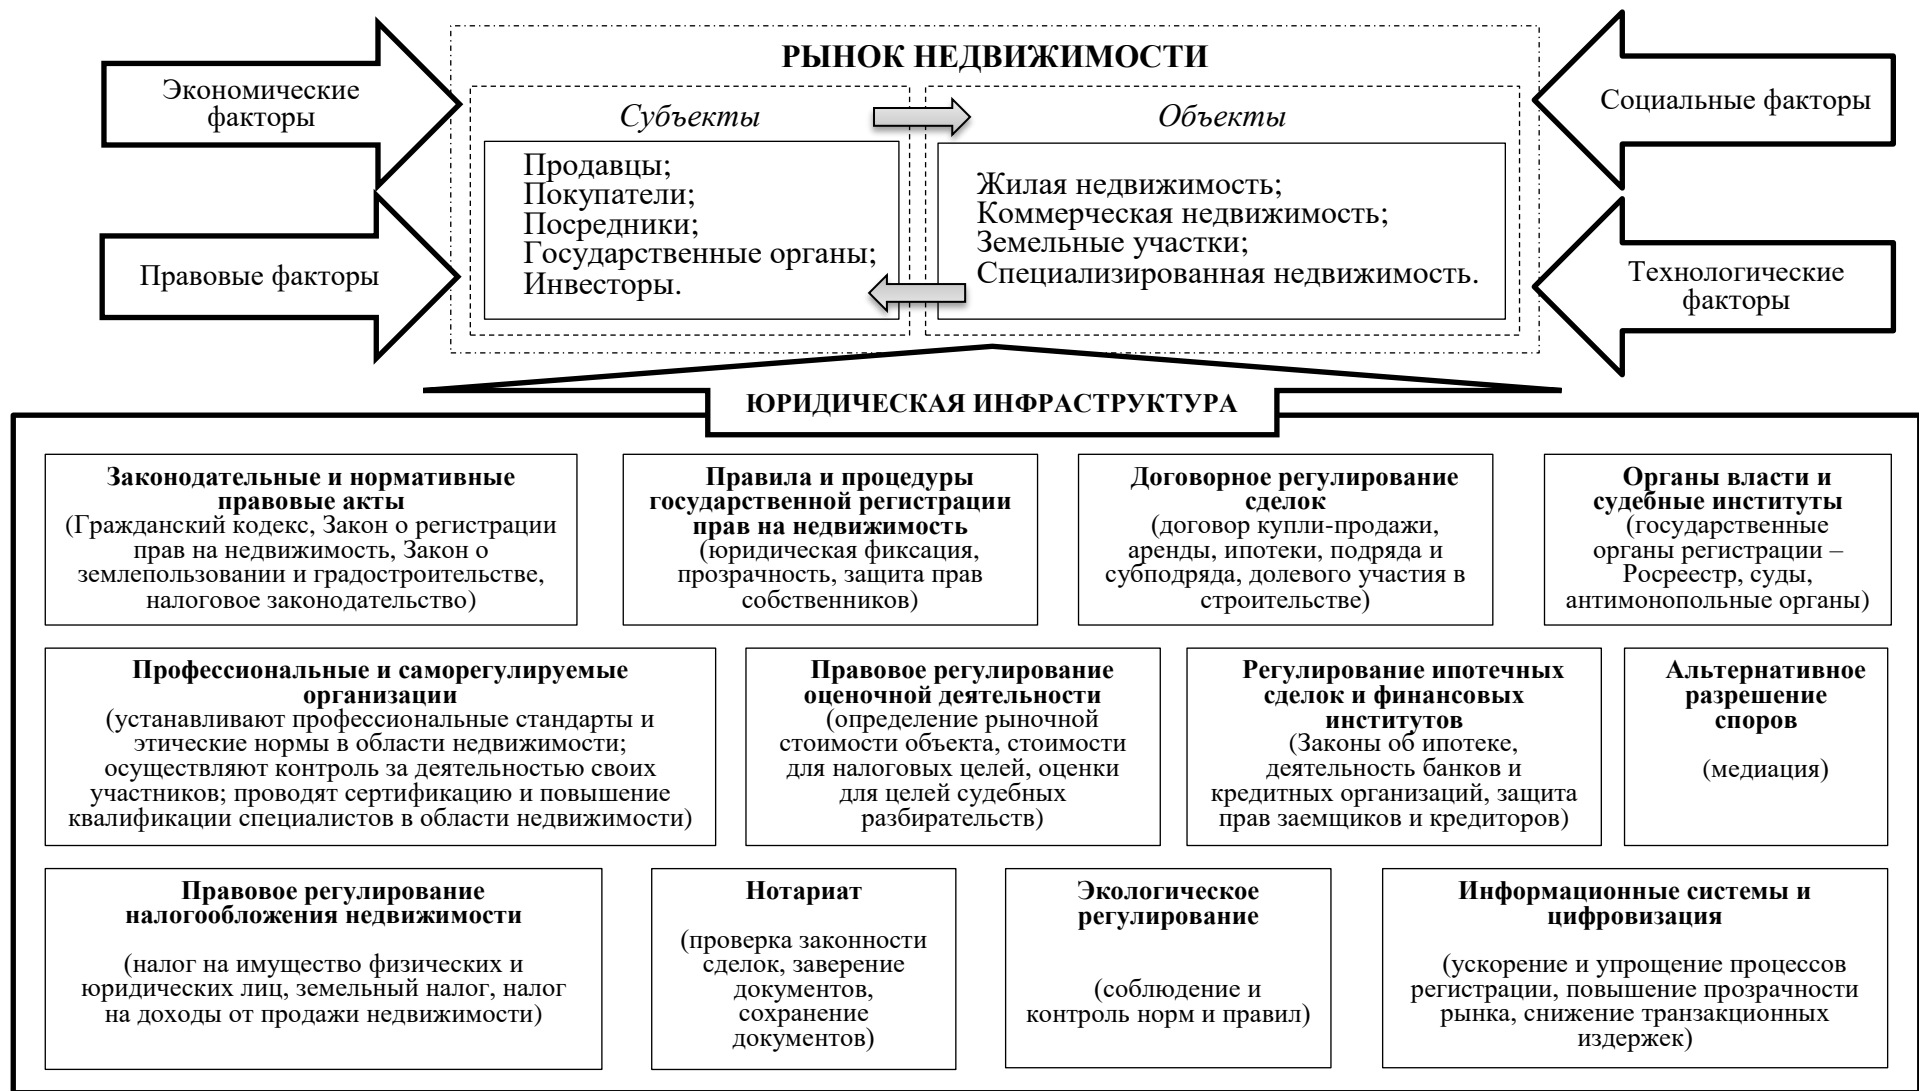 РЫНОК НЕДВИЖИМОСТИ
Экономические
факторы
Правовые факторы
Субъекты
Продавцы;
Покупатели;
Посредники;
Государственные органы;
Инвесторы.
Объекты
Жилая недвижимость;
Коммерческая недвижимость;
Земельные участки;
Специализированная недвижимость.
Социальные факторы
Технологические
факторы
ЮРИДИЧЕСКАЯ ИНФРАСТРУКТУРА
Законодательные и нормативные
правовые акты
(Гражданский кодекс, Закон о регистрации
прав на недвижимость, Закон о
землепользовании и градостроительстве,
налоговое законодательство)
Правила и процедуры
государственной регистрации
прав на недвижимость
(юридическая фиксация,
прозрачность, защита прав
собственников)
Договорное регулирование
сделок
(договор купли-продажи,
аренды, ипотеки, подряда и
субподряда, долевого участия в
строительстве)
Органы власти и
судебные институты
(государственные
органы регистрации –
Росреестр, суды,
антимонопольные органы)
Профессиональные и саморегулируемые
организации
(устанавливают профессиональные стандарты и
этические нормы в области недвижимости;
осуществляют контроль за деятельностью своих
участников; проводят сертификацию и повышение
квалификации специалистов в области недвижимости)
Правовое регулирование
оценочной деятельности
(определение рыночной
стоимости объекта, стоимости
для налоговых целей, оценки
для целей судебных
разбирательств)
Регулирование ипотечных
сделок и финансовых
институтов
(Законы об ипотеке,
деятельность банков и
кредитных организаций, защита
прав заемщиков и кредиторов)
Альтернативное
разрешение
споров
(медиация)
Правовое регулирование
налогообложения недвижимости
(налог на имущество физических и
юридических лиц, земельный налог, налог
на доходы от продажи недвижимости)
Нотариат
(проверка законности
сделок, заверение
документов,
сохранение
документов)
Экологическое
регулирование
(соблюдение и
контроль норм и правил)
Информационные системы и
цифровизация
(ускорение и упрощение процессов
регистрации, повышение прозрачности
рынка, снижение транзакционных
издержек)